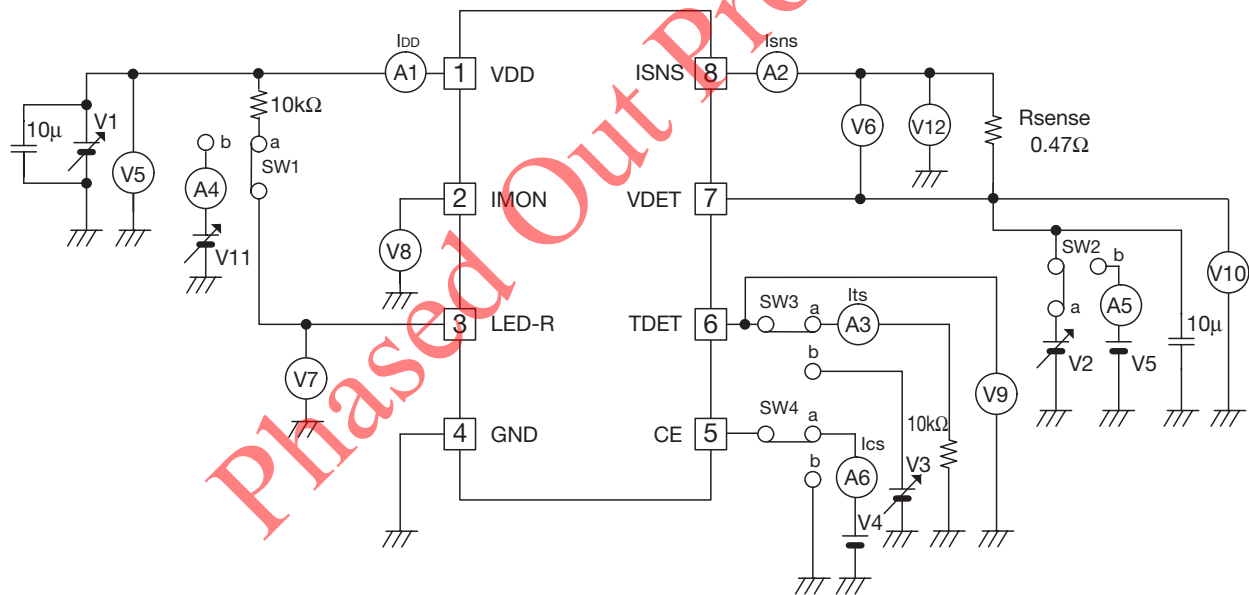 IDD
A1
1
VDD
ISNS
8
Isns
A2
10kΩ
10μ
V1
V5
b
a
SW1
A4
V11
V6
V12
Rsense
0.47Ω
2
IMON
V8
VDET
7
SW2
b
a
A5
V10
10μ
V2
V5
3
LED-R
V7
TDET
6
SW3
a
Its
A3
b
V9
4
GND
CE
5
SW4
a
Ics
A6
b
10kΩ
V3
V4
Phased Out Pro